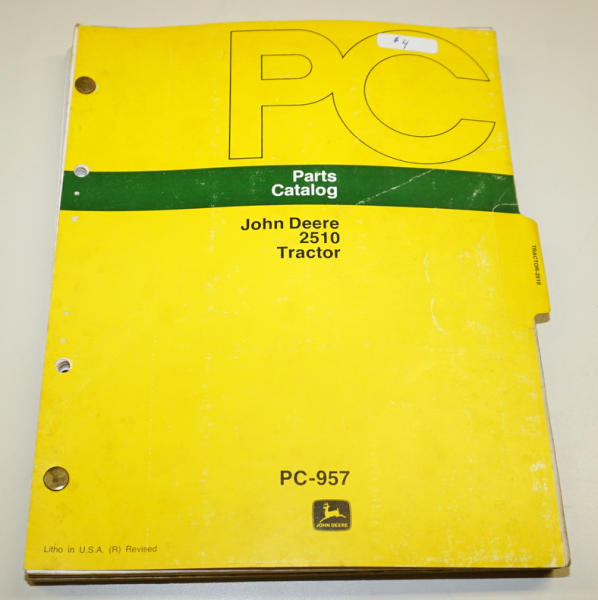 PC
$4
Parts
Catalog
John Deere
2510
Tractor
TRACTOR-2510
PC-957
JOHN DEERE
Litho in U.S.A. (R) Revised